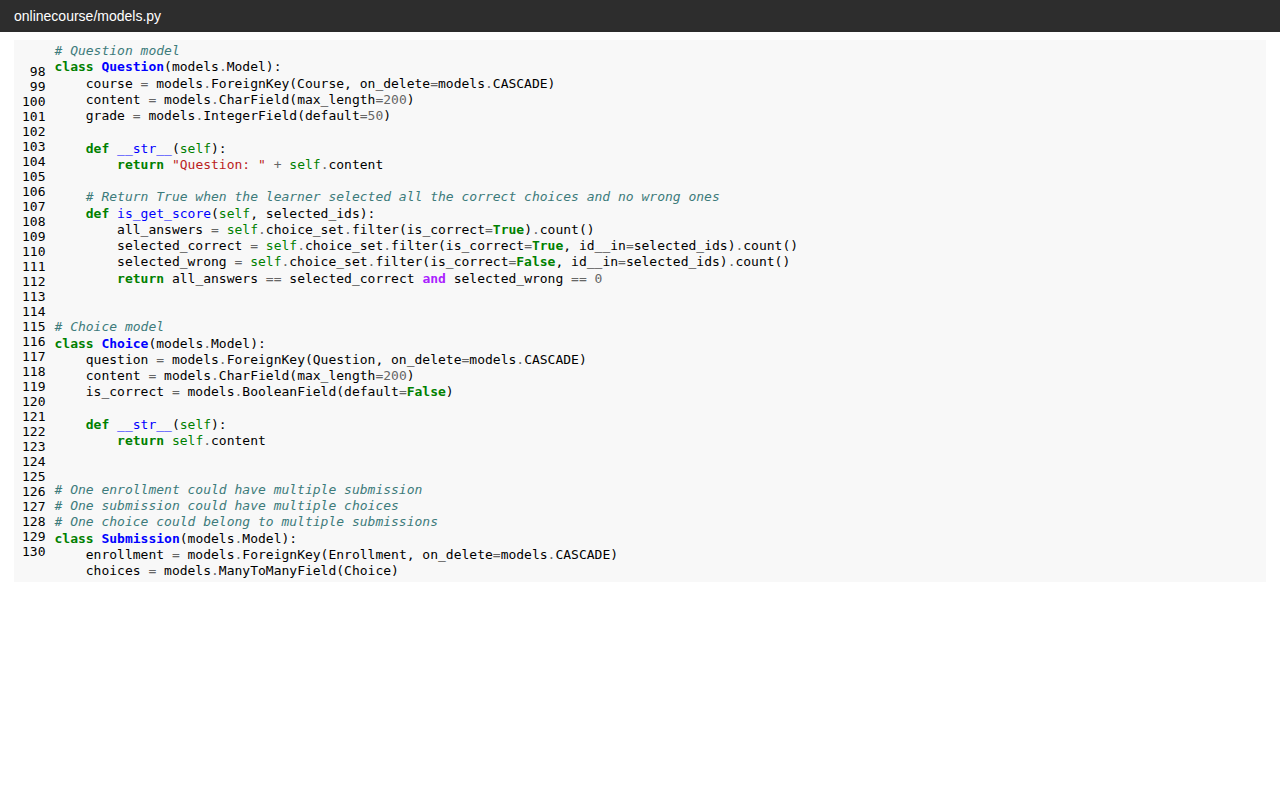 onlinecourse/models.py
98 # Question model
99 class Question(models.Model):
100     course = models.ForeignKey(Course, on_delete=models.CASCADE)
101     content = models.CharField(max_length=200)
102     grade = models.IntegerField(default=50)
103
104     def __str__(self):
105         return "Question: " + self.content
106
107     # Return True when the learner selected all the correct choices and no wrong ones
108     def is_get_score(self, selected_ids):
109         all_answers = self.choice_set.filter(is_correct=True).count()
110         selected_correct = self.choice_set.filter(is_correct=True, id__in=selected_ids).count()
111         selected_wrong = self.choice_set.filter(is_correct=False, id__in=selected_ids).count()
112         return all_answers == selected_correct and selected_wrong == 0
113
114
115 # Choice model
116 class Choice(models.Model):
117     question = models.ForeignKey(Question, on_delete=models.CASCADE)
118     content = models.CharField(max_length=200)
119     is_correct = models.BooleanField(default=False)
120
121     def __str__(self):
122         return self.content
123
124
125 # One enrollment could have multiple submission
126 # One submission could have multiple choices
127 # One choice could belong to multiple submissions
128 class Submission(models.Model):
129     enrollment = models.ForeignKey(Enrollment, on_delete=models.CASCADE)
130     choices = models.ManyToManyField(Choice)